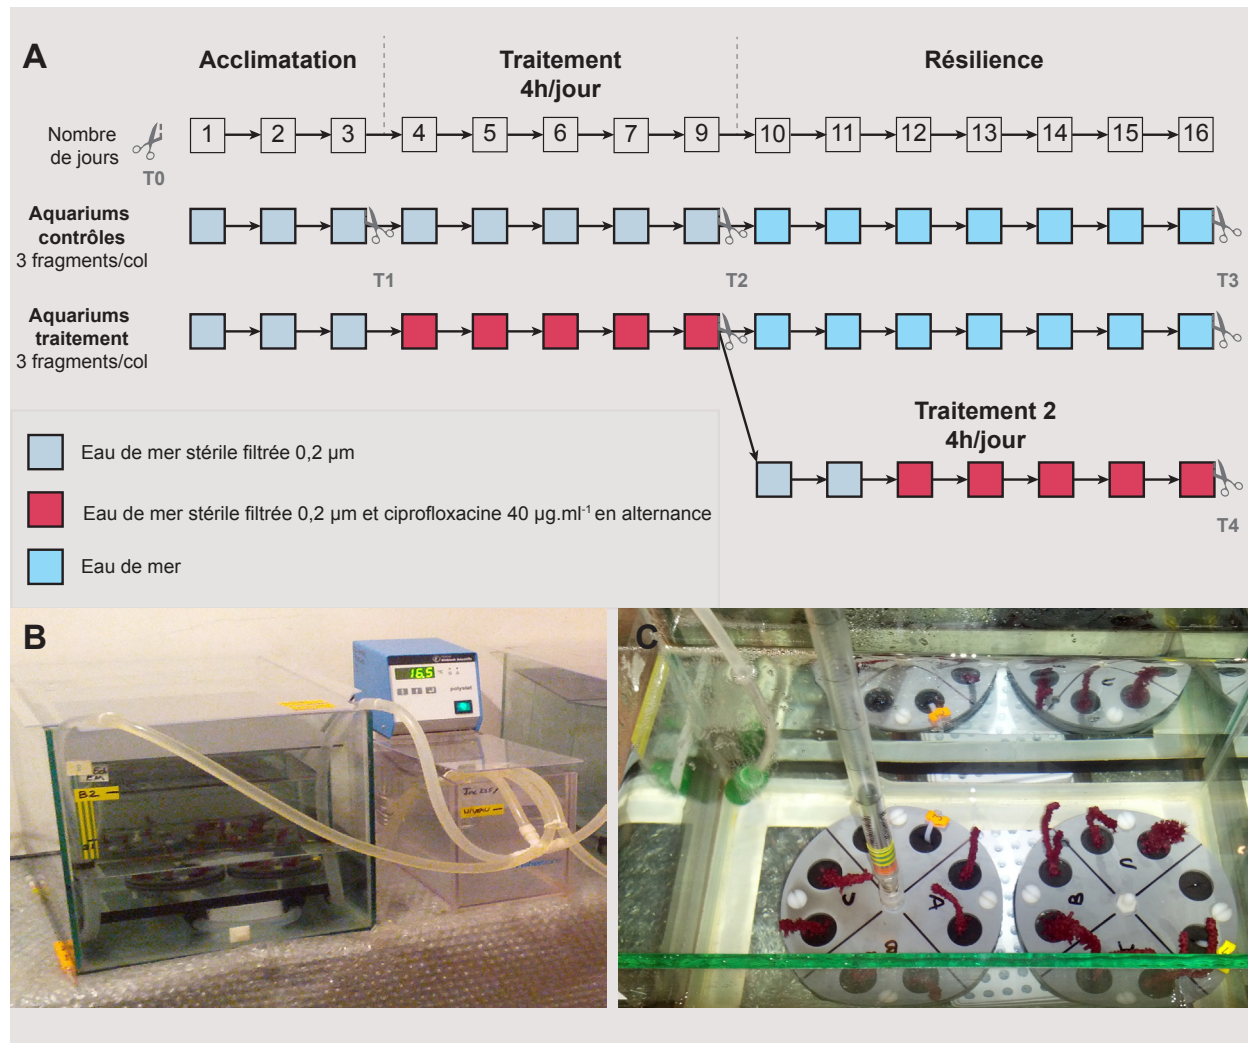 A
Acclimatation
Traitement
4h/jour
Résilience
Nombre
de jours
1 2 3 4 5 6 7 9 10 11 12 13 14 15 16
T0
Aquariums
contrôles
3 fragments/col
T1 T2 T3
Aquariums
traitement
3 fragments/col
Traitement 2
4h/jour
T4
Eau de mer stérile filtrée 0,2 µm
Eau de mer stérile filtrée 0,2 µm et ciprofloxacine 40 µg.ml⁻¹ en alternance
Eau de mer
B
16.5
polystat
B2
NIVEAU
C
U
A
B
U
B